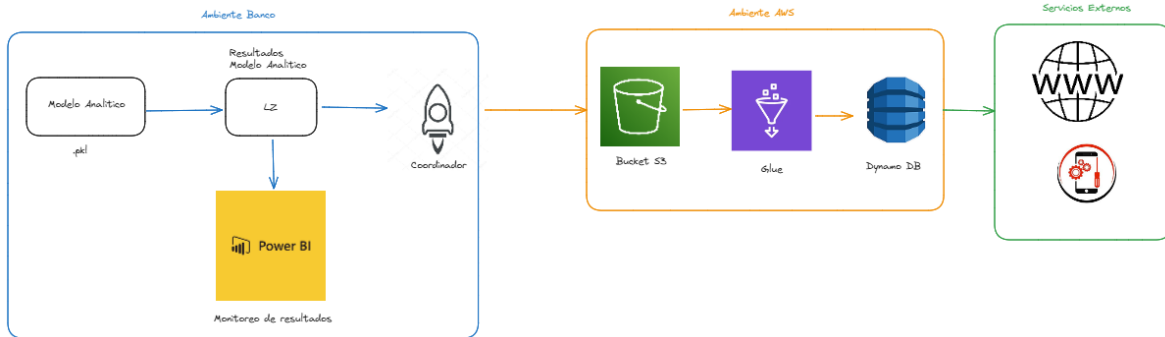 Ambiente Banco
Ambiente AWS
Servicios Externos
Resultados
Modelo Analitico
Modelo Analitico
LZ
.pkl
Coordinador
Power BI
Monitoreo de resultados
Bucket S3
Glue
Dynamo DB
WWW